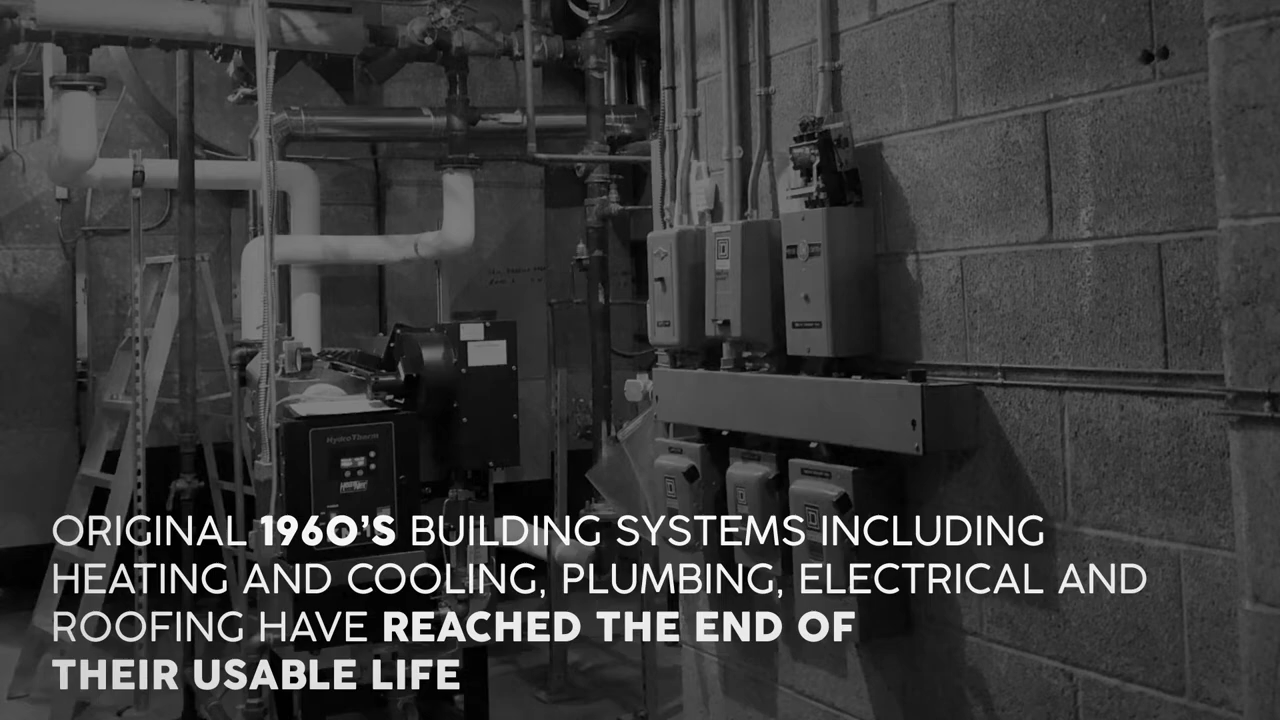 HydroTherm
ORIGINAL 1960'S BUILDING SYSTEMS INCLUDING
HEATING AND COOLING, PLUMBING, ELECTRICAL AND
ROOFING HAVE REACHED THE END OF
THEIR USABLE LIFE